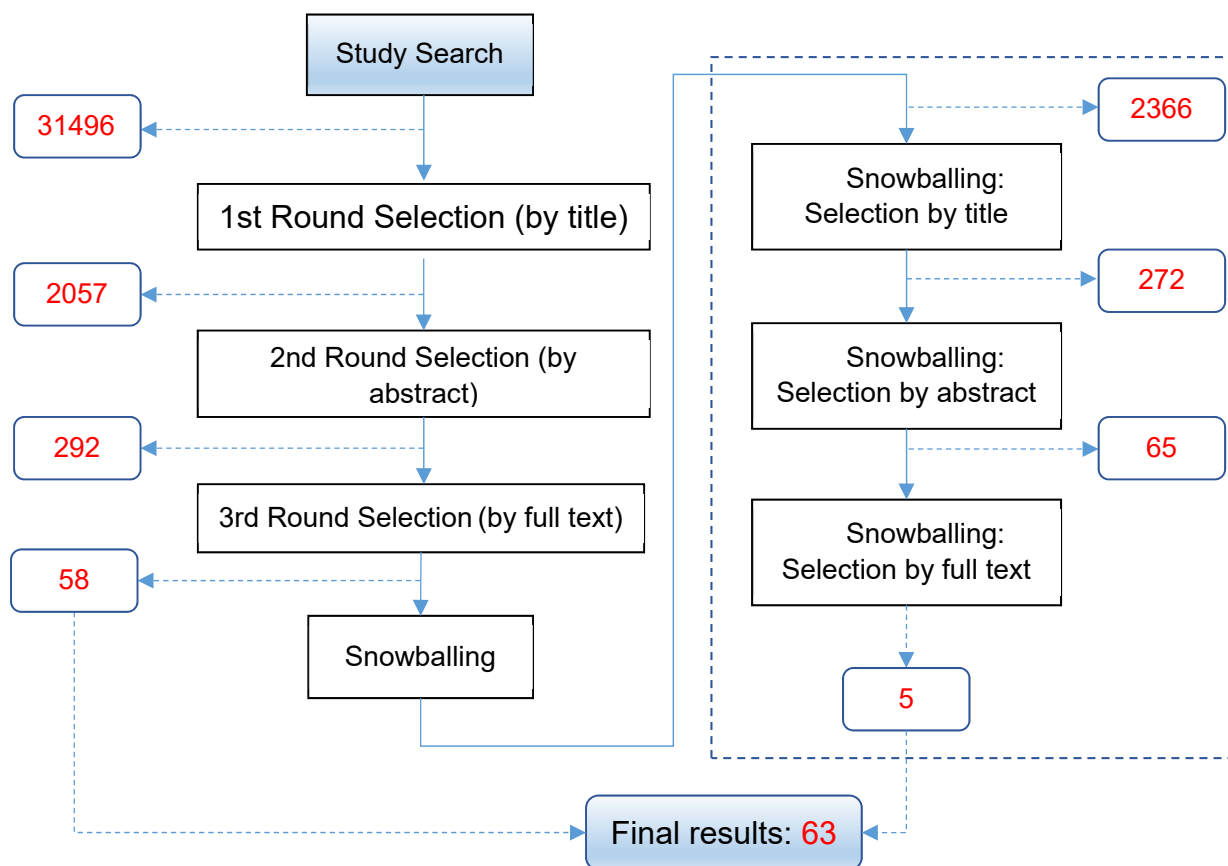 Study Search
31496
1st Round Selection (by title)
2057
2nd Round Selection (by
abstract)
292
3rd Round Selection (by full text)
58
Snowballing
2366
Snowballing:
Selection by title
272
Snowballing:
Selection by abstract
65
Snowballing:
Selection by full text
5
Final results: 63